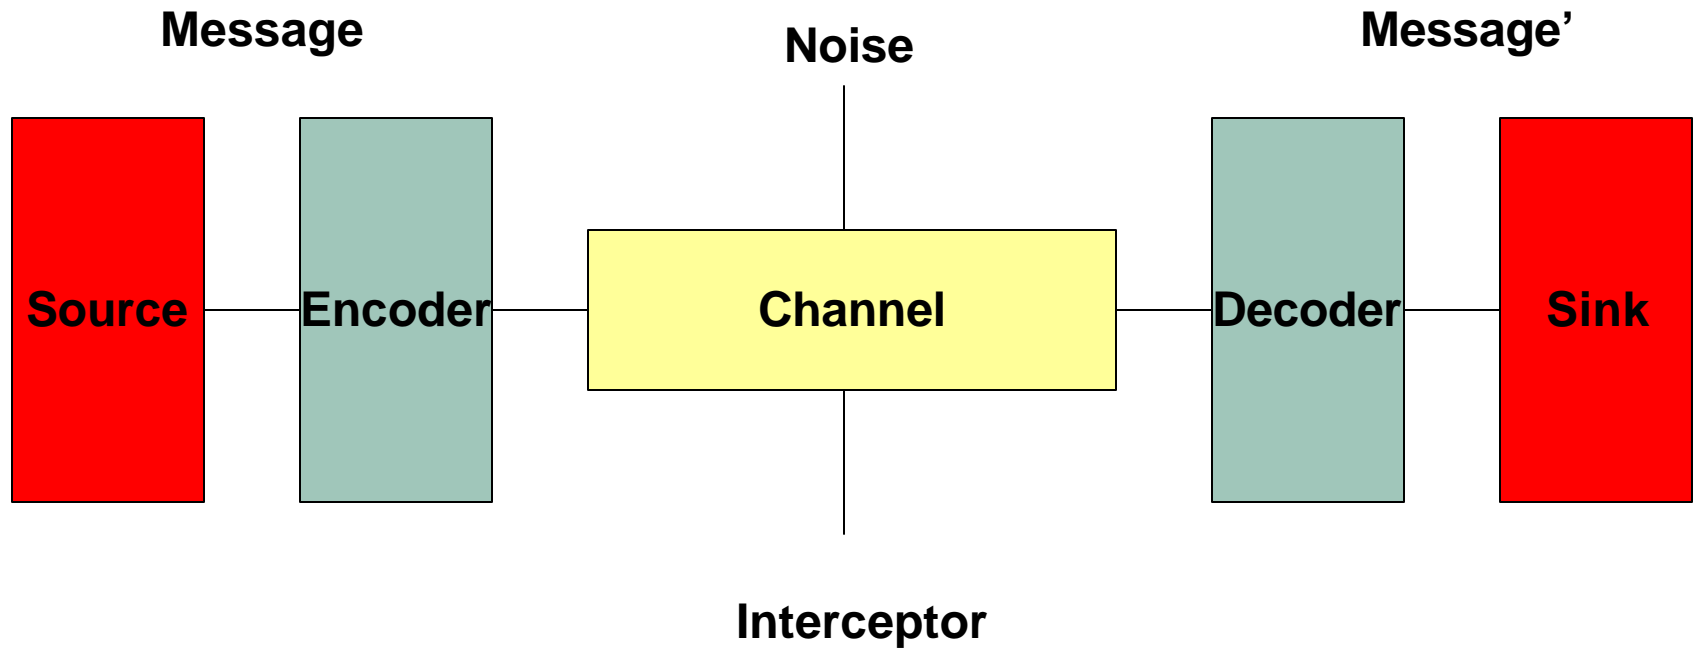 Message
Noise
Message’
Source
Encoder
Channel
Decoder
Sink
Interceptor